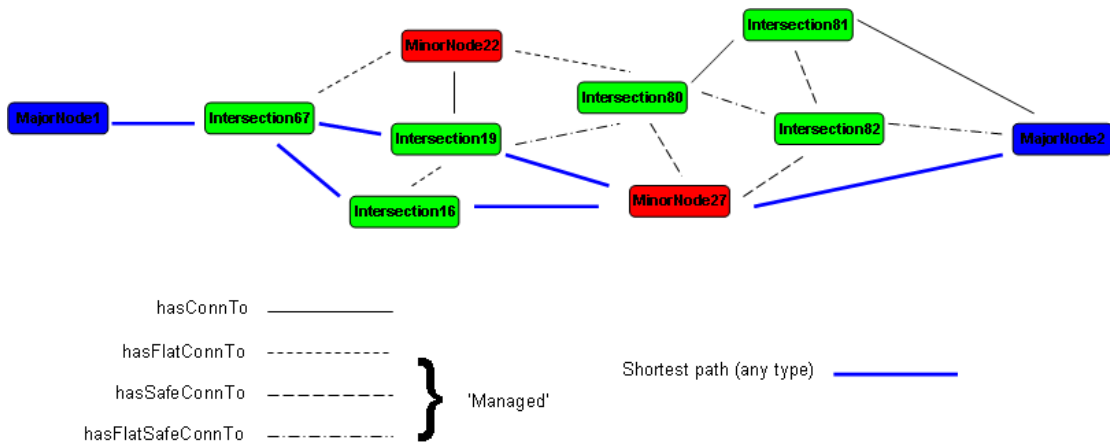 Intersection81
MinorNode22
Intersection80
MajorNode1
Intersection67
Intersection19
Intersection82
MajorNode2
Intersection16
MinorNode27
hasConnTo
hasFlatConnTo
hasSafeConnTo
hasFlatSafeConnTo
'Managed'
Shortest path (any type)